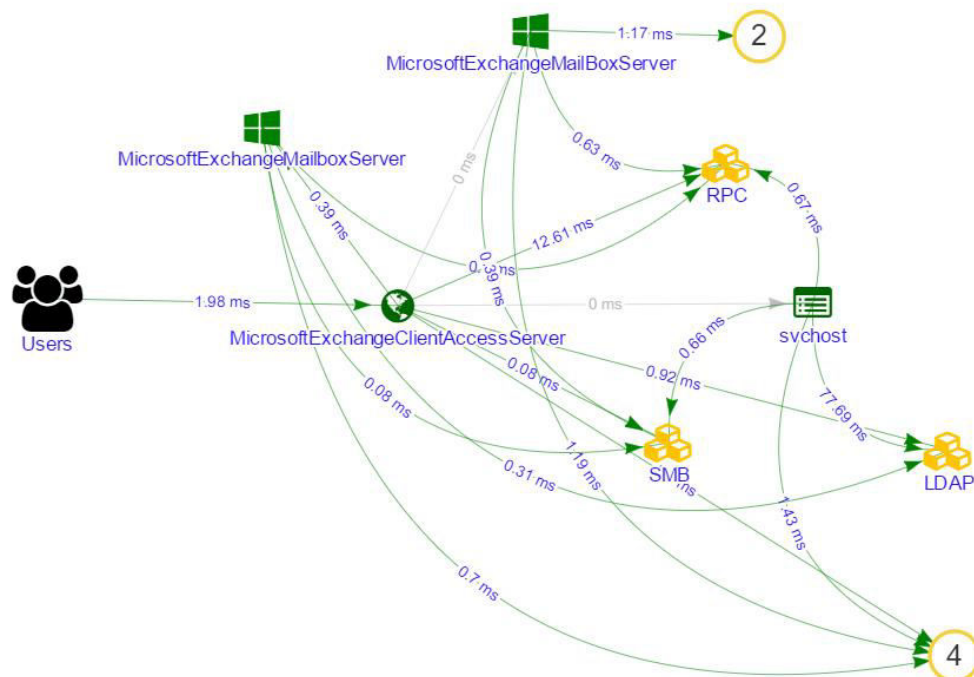 1.17 ms
2
MicrosoftExchangeMailBoxServer
MicrosoftExchangeMailboxServer
0.63 ms
0 ms
RPC
0.39 ms
0.67 ms
12.61 ms
0.39 ms
1.98 ms
0 ms
Users
MicrosoftExchangeClientAccessServer
svchost
0.66 ms
0.08 ms
0.92 ms
0.08 ms
77.69 ms
SMB
LDAP
0.31 ms
1.19 ms
ms
1.43 ms
0.7 ms
4